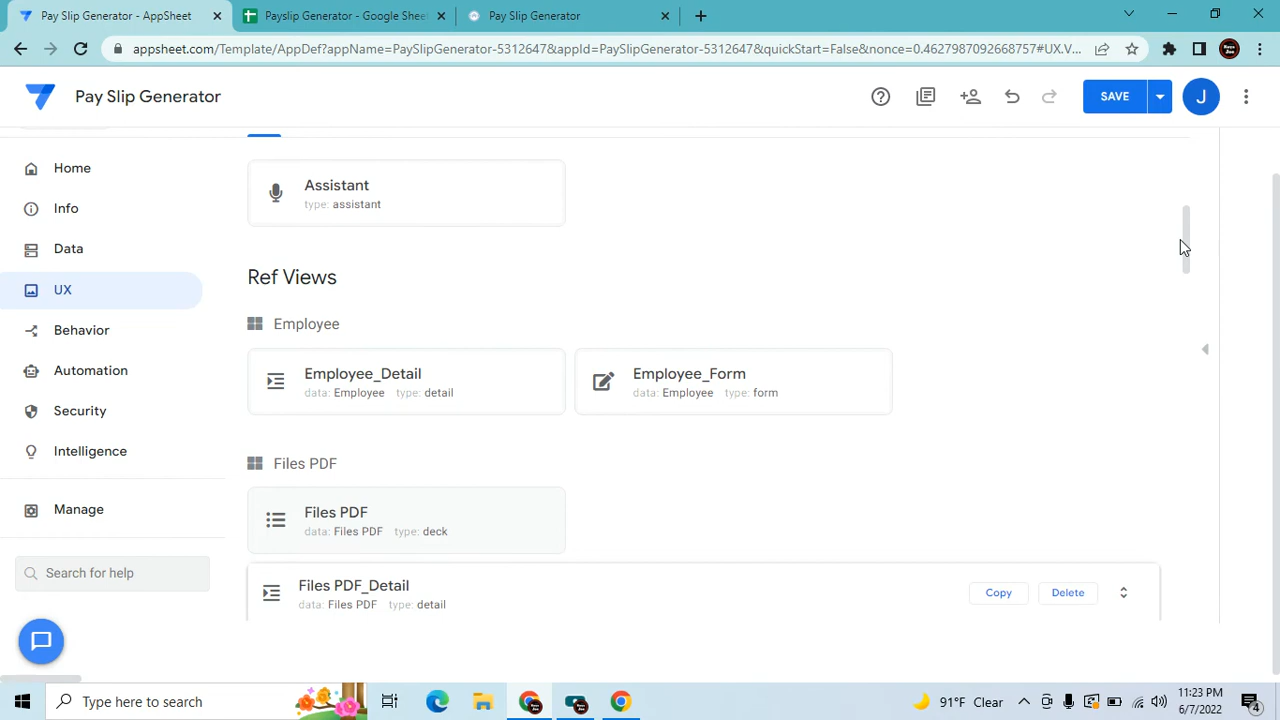 Pay Slip Generator - AppSheet
Payslip Generator - Google Sheet
Pay Slip Generator
appsheet.com/Template/AppDef?appName=PaySlipGenerator-5312647&appId=PaySlipGenerator-5312647&quickStart=False&nonce=0.4627987092668757#UX.V...
Pay Slip Generator
SAVE
J
Assistant
type: assistant
Home
Info
Data
UX
Behavior
Automation
Security
Intelligence
Manage
Search for help
Ref Views
Employee
Employee_Detail
data: Employee type: detail
Employee_Form
data: Employee type: form
Files PDF
Files PDF
data: Files PDF type: deck
Files PDF_Detail
data: Files PDF type: detail
Copy
Delete
Type here to search
91°F Clear
11:23 PM
6/7/2022
4